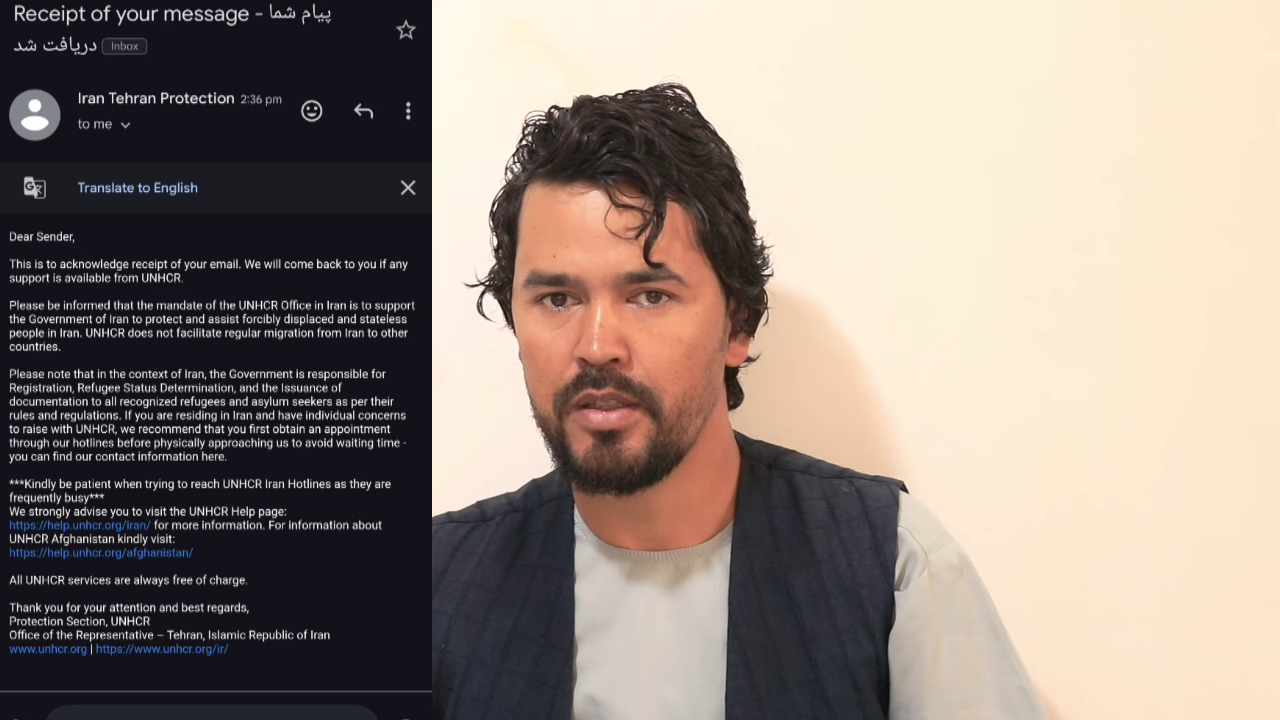 Receipt of your message - پیام شما
دریافت شد Inbox
Iran Tehran Protection 2:36 pm
to me
Translate to English
Dear Sender,
This is to acknowledge receipt of your email. We will come back to you if any
support is available from UNHCR.
Please be informed that the mandate of the UNHCR Office in Iran is to support
the Government of Iran to protect and assist forcibly displaced and stateless
people in Iran. UNHCR does not facilitate regular migration from Iran to other
countries.
Please note that in the context of Iran, the Government is responsible for
Registration, Refugee Status Determination, and the Issuance of
documentation to all recognized refugees and asylum seekers as per their
rules and regulations. If you are residing in Iran and have individual concerns
to raise with UNHCR, we recommend that you first obtain an appointment
through our hotlines before physically approaching us to avoid waiting time -
you can find our contact information here.
***Kindly be patient when trying to reach UNHCR Iran Hotlines as they are
frequently busy***
We strongly advise you to visit the UNHCR Help page:
https://help.unhcr.org/iran/ for more information. For information about
UNHCR Afghanistan kindly visit:
https://help.unhcr.org/afghanistan/
All UNHCR services are always free of charge.
Thank you for your attention and best regards,
Protection Section, UNHCR
Office of the Representative – Tehran, Islamic Republic of Iran
www.unhcr.org | https://www.unhcr.org/ir/